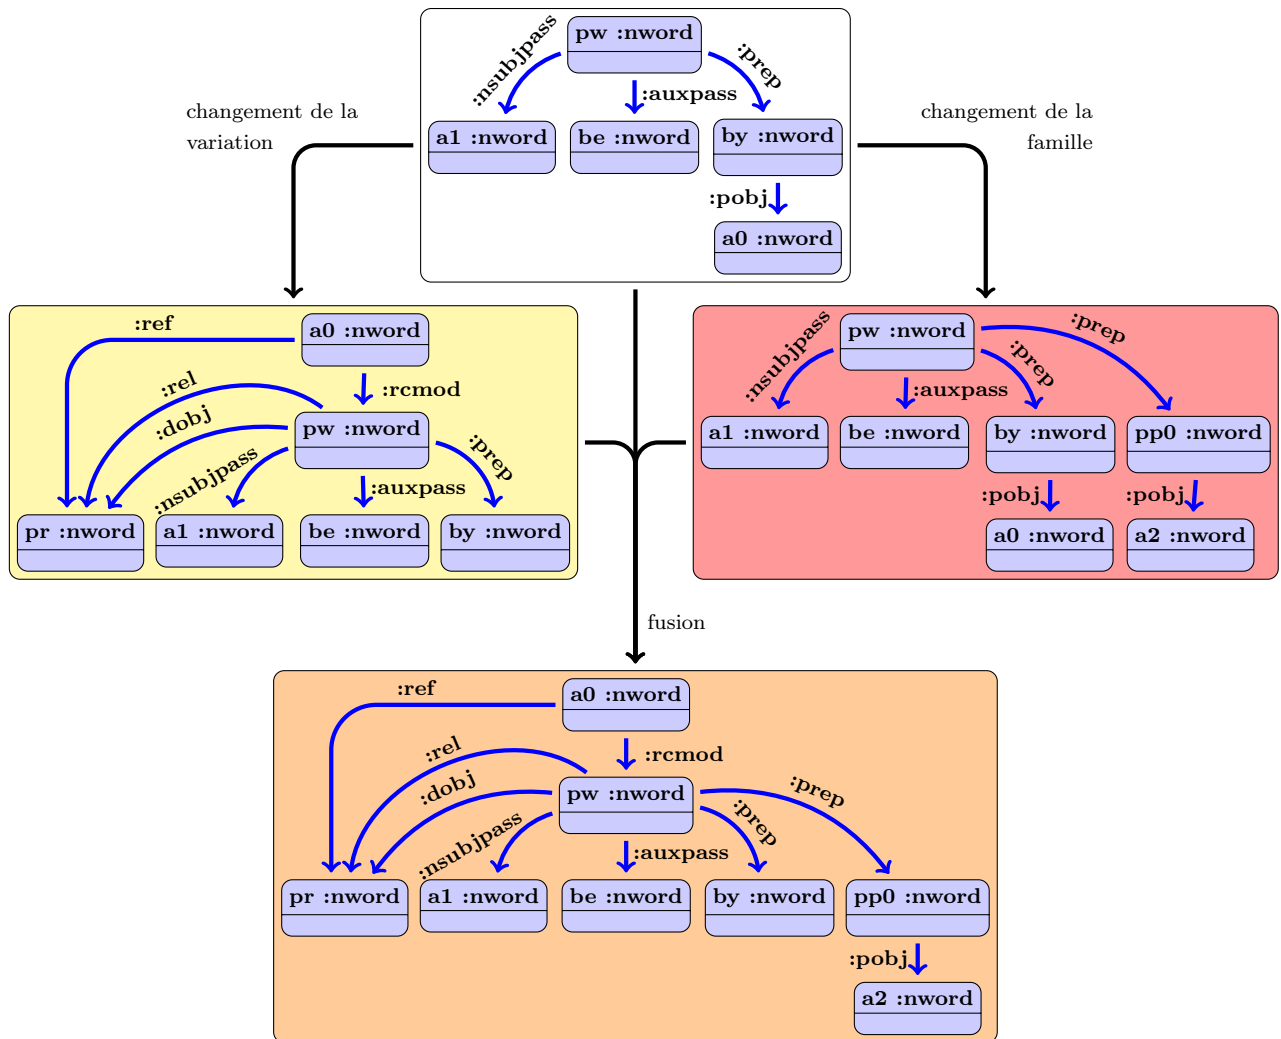 pw :nword
:nsubjpass
:prep
:auxpass
changement de la
variation
changement de la
famille
a1 :nword
be :nword
by :nword
:pobj
a0 :nword
:ref
a0 :nword
:rcmod
:rel
:dobj
pw :nword
:nsubjpass
:auxpass
:prep
pr :nword
a1 :nword
be :nword
by :nword
pw :nword
:nsubjpass
:auxpass
:prep
:prep
a1 :nword
be :nword
by :nword
pp0 :nword
:pobj
:pobj
a0 :nword
a2 :nword
fusion
:ref
a0 :nword
:rcmod
:rel
:dobj
pw :nword
:nsubjpass
:auxpass
:prep
:prep
pr :nword
a1 :nword
be :nword
by :nword
pp0 :nword
:pobj
a2 :nword